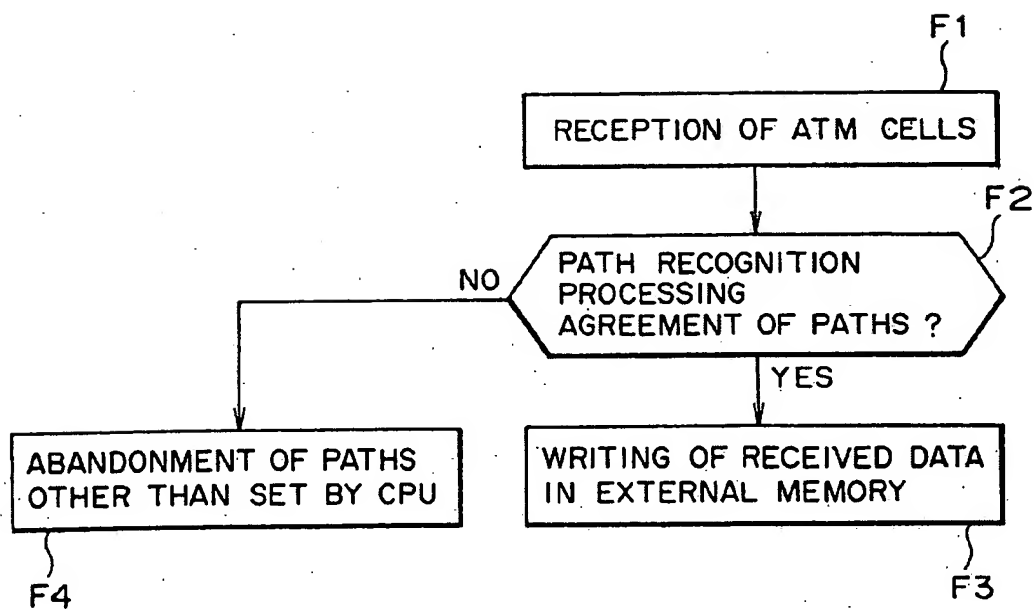 F1
RECEPTION OF ATM CELLS
F2
PATH RECOGNITION
PROCESSING
AGREEMENT OF PATHS ?
NO
YES
ABANDONMENT OF PATHS
OTHER THAN SET BY CPU
WRITING OF RECEIVED DATA
IN EXTERNAL MEMORY
F4
F3